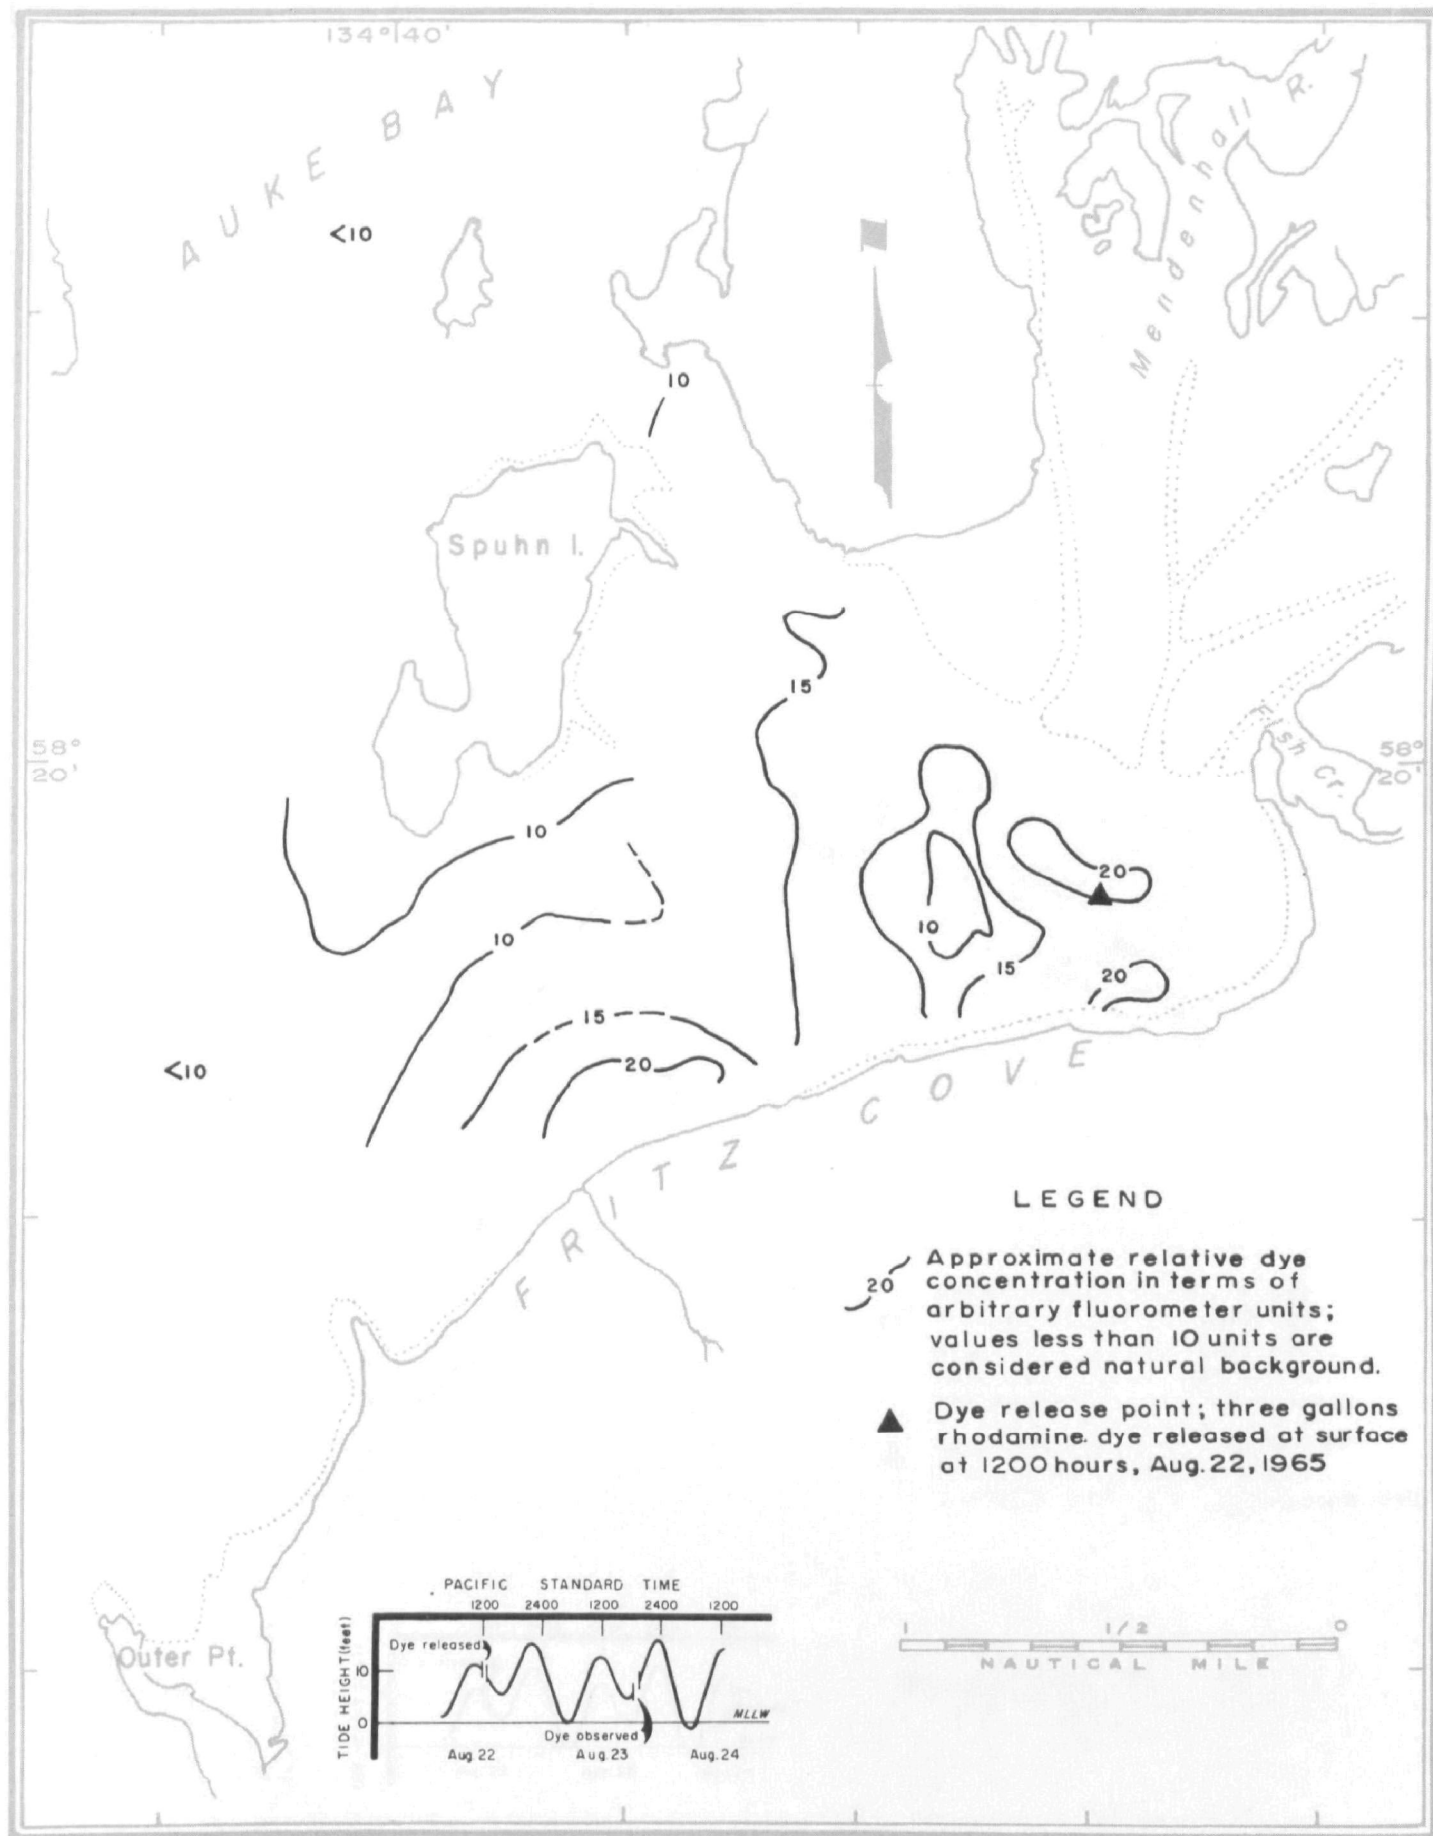 134° 40'
AUKE BAY
Mendenhall R.
<10
10
Spuhn I.
15
Fish Cr.
58°
20'
58°
20'
10
20
10
10
15
20
15
20
<10
FRITZ COVE
LEGEND
20
Approximate relative dye
concentration in terms of
arbitrary fluorometer units;
values less than 10 units are
considered natural background.
Dye release point; three gallons
rhodamine dye released at surface
at 1200 hours, Aug. 22, 1965
PACIFIC STANDARD TIME
1200 2400 1200 2400 1200
TIDE HEIGHT (feet)
Dye released
10
0
MLLW
Dye observed
Aug. 22 Aug. 23 Aug. 24
1 1/2 0
NAUTICAL MILE
Outer Pt.